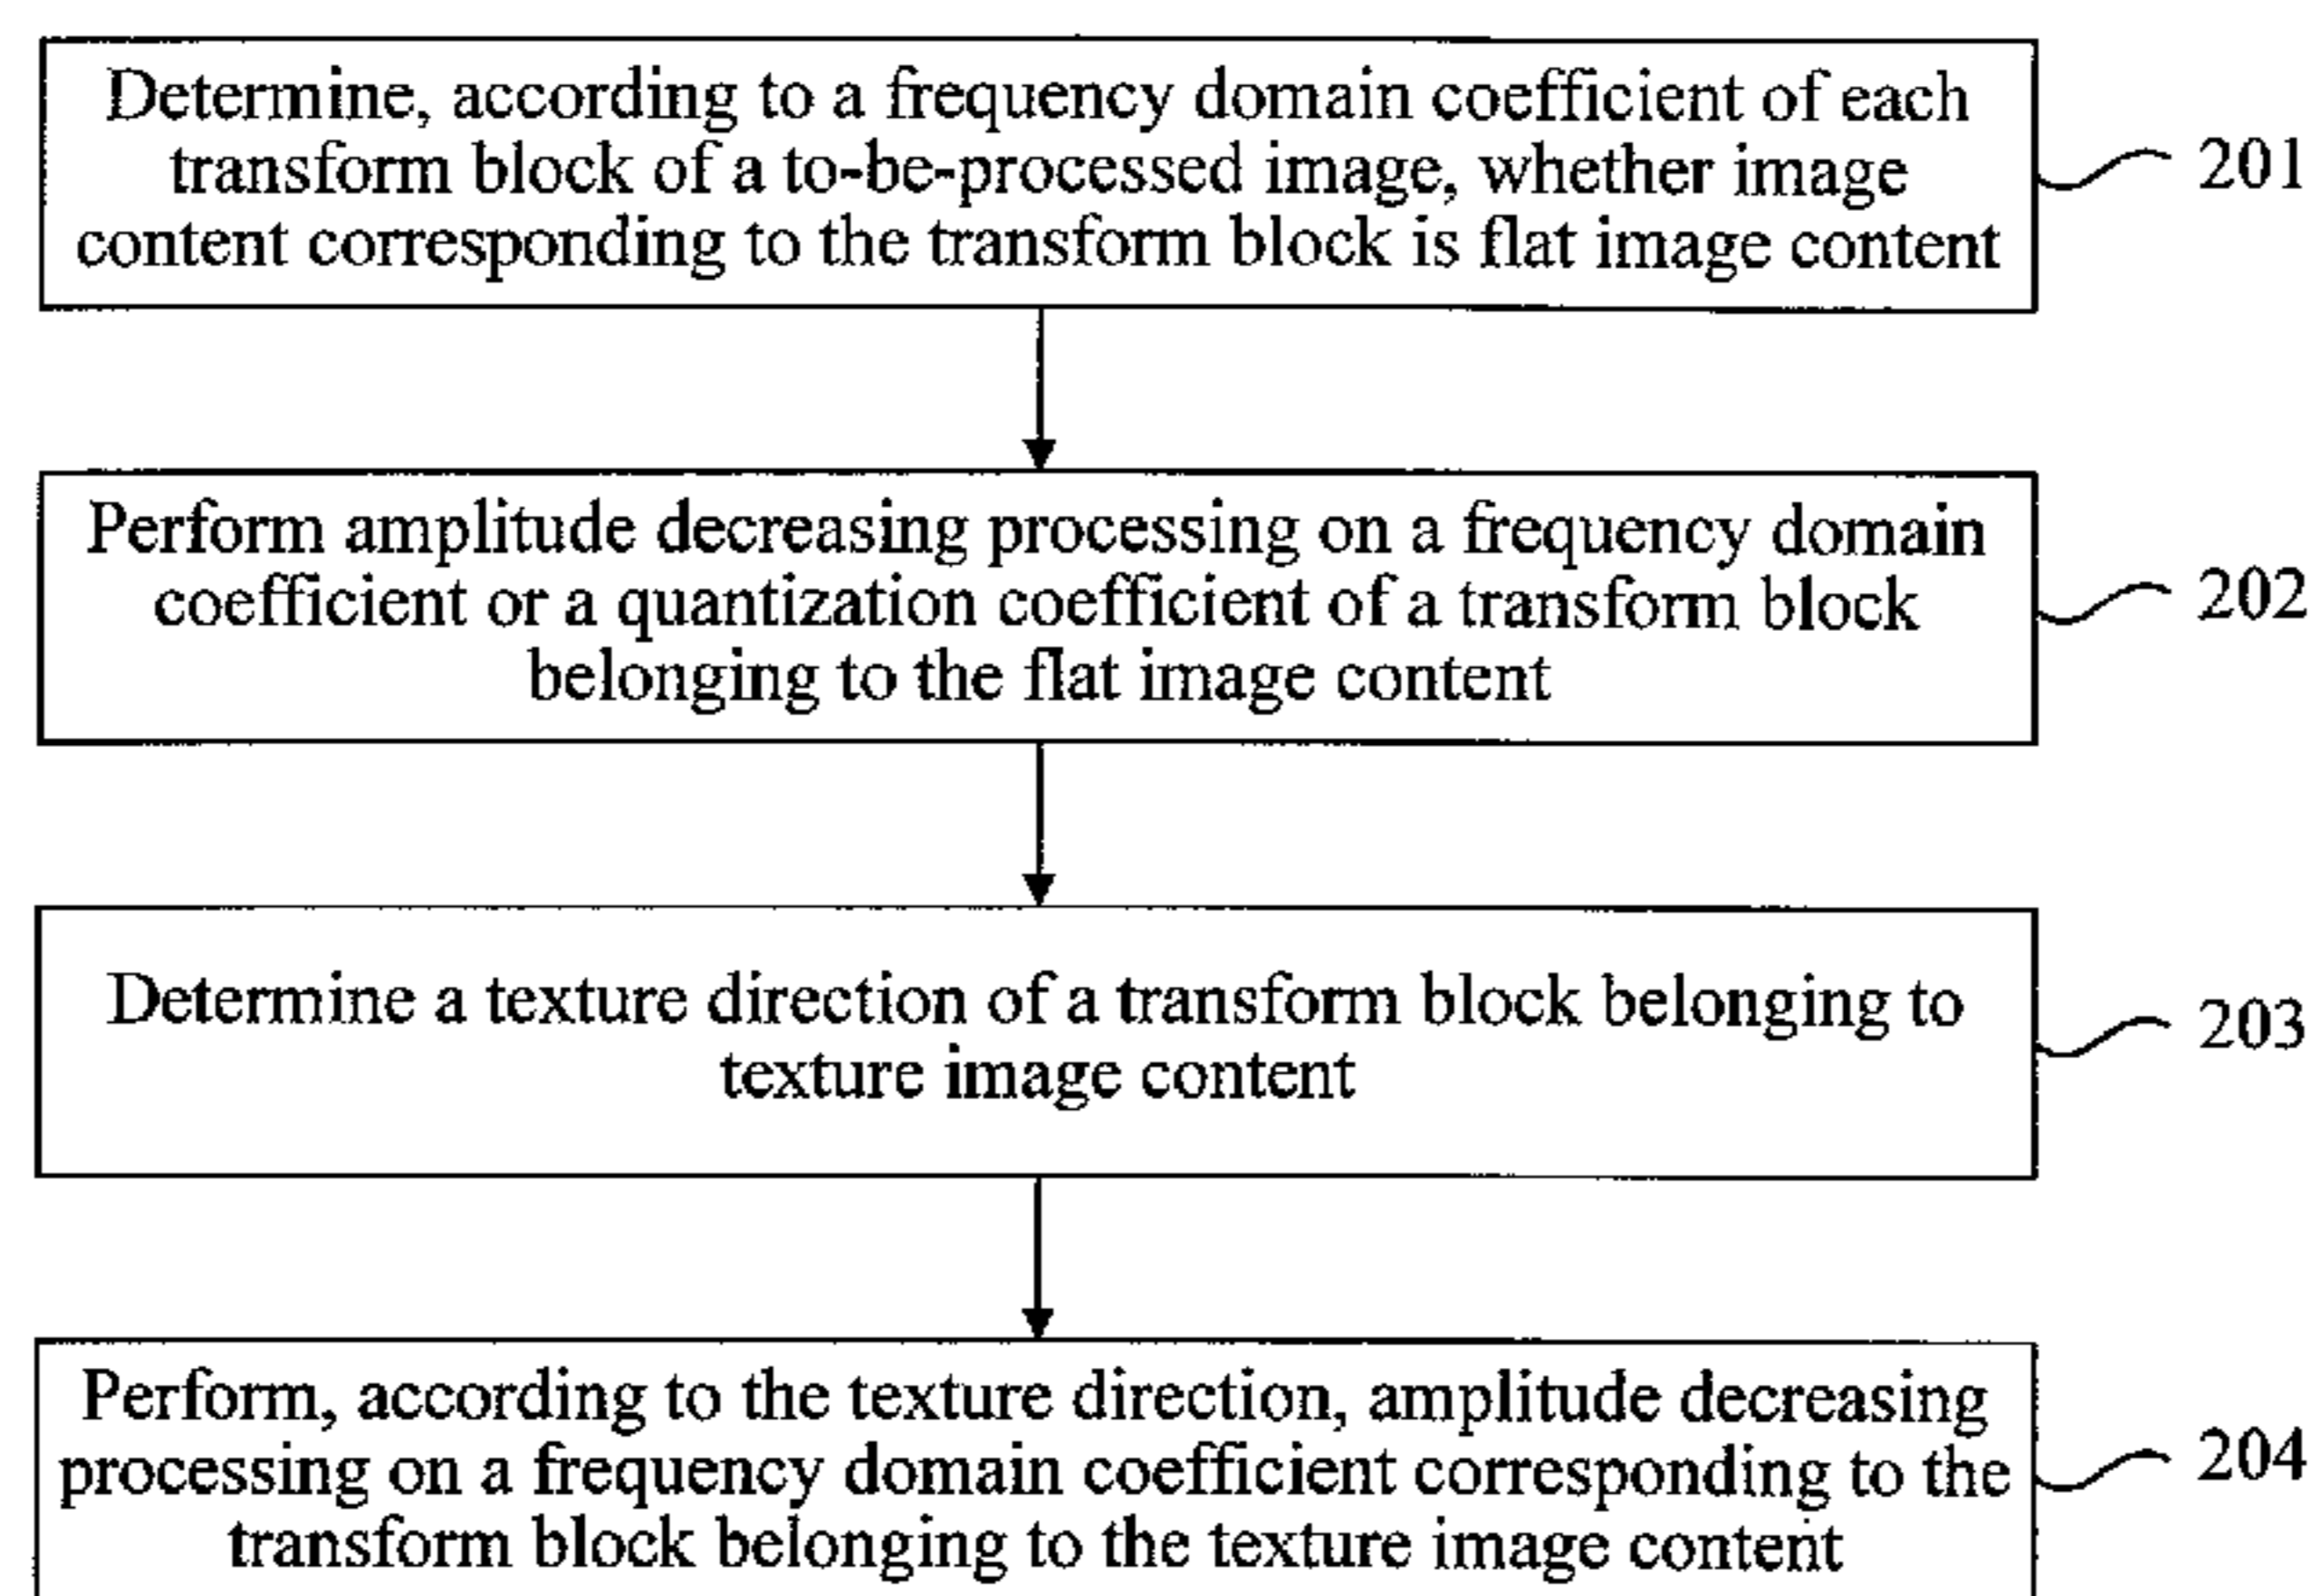 Determine, according to a frequency domain coefficient of each
transform block of a to-be-processed image, whether image
content corresponding to the transform block is flat image content
201
Perform amplitude decreasing processing on a frequency domain
coefficient or a quantization coefficient of a transform block
belonging to the flat image content
202
Determine a texture direction of a transform block belonging to
texture image content
203
Perform, according to the texture direction, amplitude decreasing
processing on a frequency domain coefficient corresponding to the
transform block belonging to the texture image content
204